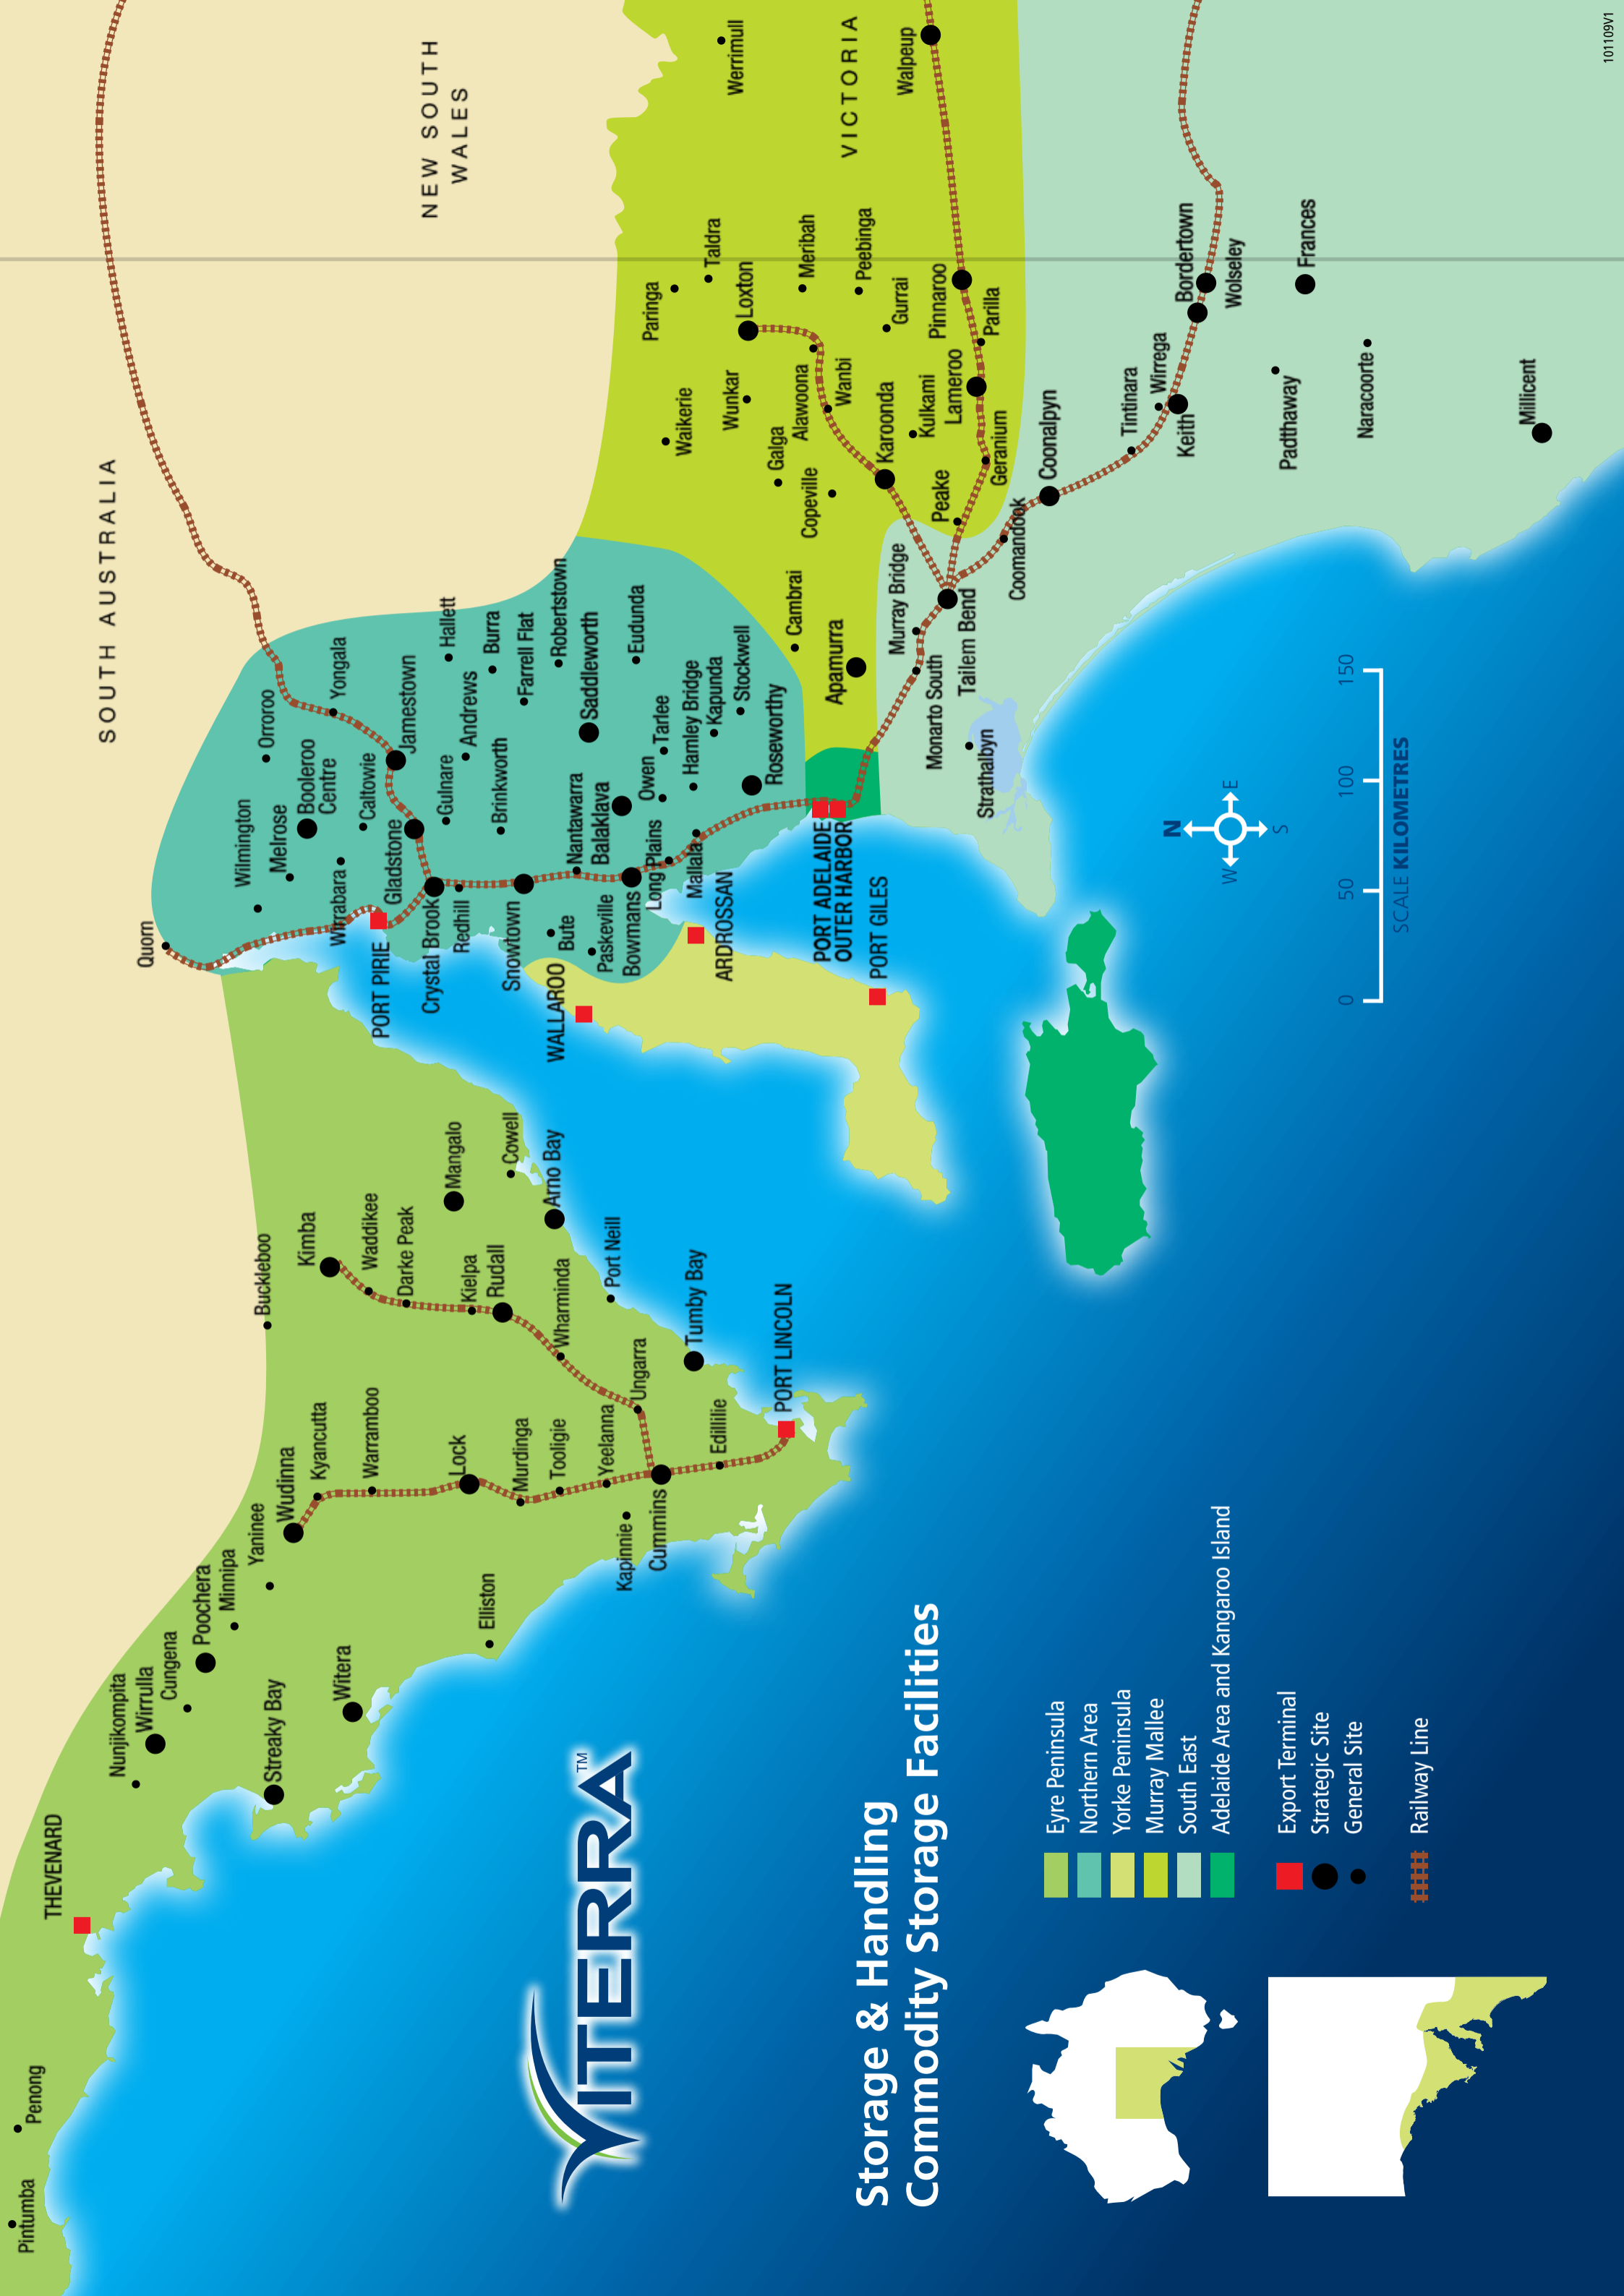 SOUTH AUSTRALIA
NEW SOUTH
WALES
VICTORIA
Pintumba
Penong
THEVENARD
Nunjikompita
Wirrulla
Cungena
Poochera
Minnipa
Yaninee
Streaky Bay
Witera
Wudinna
Kyancutta
Warramboo
Buckleboo
Kimba
Waddikee
Darke Peak
Mangalo
Cowell
Arno Bay
Lock
Kielpa
Rudall
Elliston
Murdinga
Tooligie
Yeelanna
Wharminda
Port Neill
Kapinnie
Cummins
Ungarra
Tumby Bay
Edillilie
PORT LINCOLN
Quorn
Wilmington
Orroroo
Melrose
Booleroo
Centre
Yongala
Wirrabara
Caltowie
Jamestown
PORT PIRIE
Gladstone
Gulnare
Hallett
Crystal Brook
Redhill
Andrews
Burra
Brinkworth
Farrell Flat
Snowtown
Robertstown
Bute
Nantawarra
Saddleworth
WALLAROO
Paskeville
Balaklava
Eudunda
Bowmans
Owen
Tarlee
Long Plains
Hamley Bridge
Mallala
Kapunda
Stockwell
ARDROSSAN
Roseworthy
PORT ADELAIDE
OUTER HARBOR
PORT GILES
Werrimull
Paringa
Taldra
Waikerie
Loxton
Wunkar
Galga
Alawoona
Meribah
Cambrai
Copeville
Wanbi
Peebinga
Apamurra
Karoonda
Gurrai
Walpeup
Kulkami
Pinnaroo
Peake
Lameroo
Parilla
Geranium
Murray Bridge
Monarto South
Tailem Bend
Strathalbyn
Coomandook
Coonalpyn
Tintinara
Wirrega
Keith
Bordertown
Wolseley
Padthaway
Frances
Naracoorte
Millicent
N
W
E
S
0
50
100
150
SCALE KILOMETRES
VITERRA™
Storage & Handling
Commodity Storage Facilities
Eyre Peninsula
Northern Area
Yorke Peninsula
Murray Mallee
South East
Adelaide Area and Kangaroo Island
Export Terminal
Strategic Site
General Site
Railway Line
101109V1